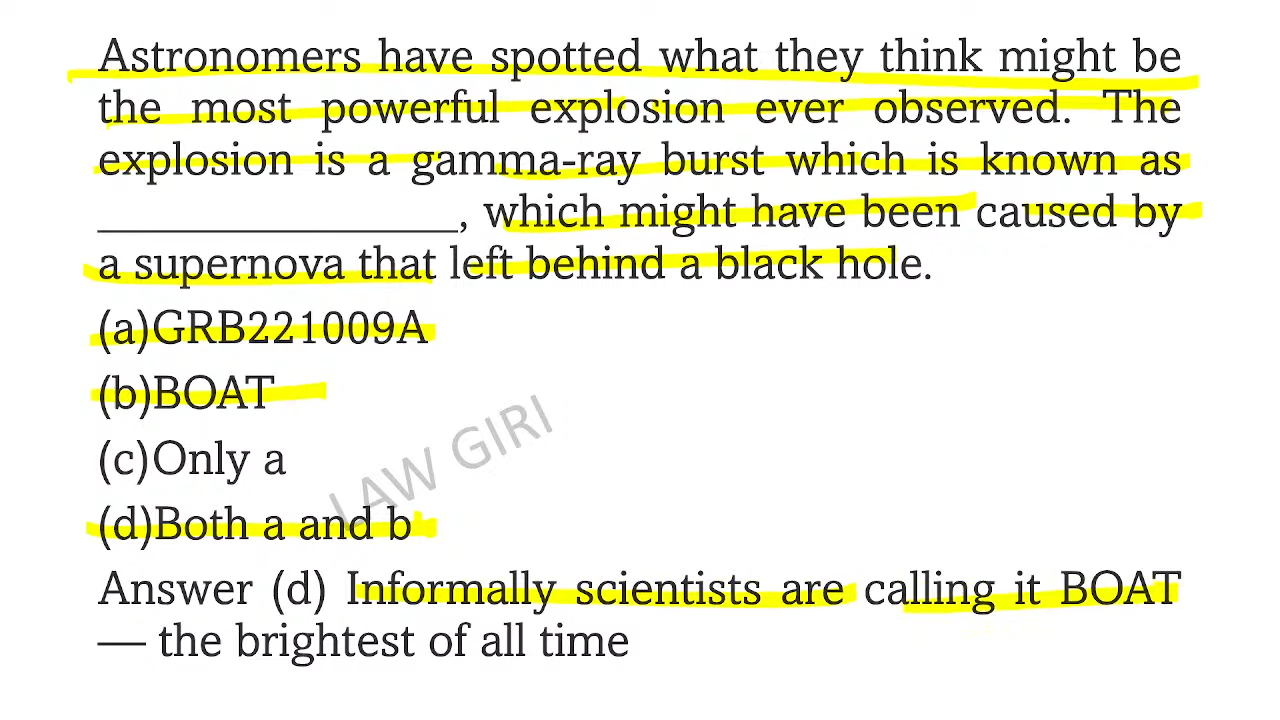 Astronomers have spotted what they think might be
the most powerful explosion ever observed. The
explosion is a gamma-ray burst which is known as
_________________, which might have been caused by
a supernova that left behind a black hole.
(a)GRB221009A
(b)BOAT
(c)Only a
LAW GIRI
(d)Both a and b
Answer (d) Informally scientists are calling it BOAT
— the brightest of all time